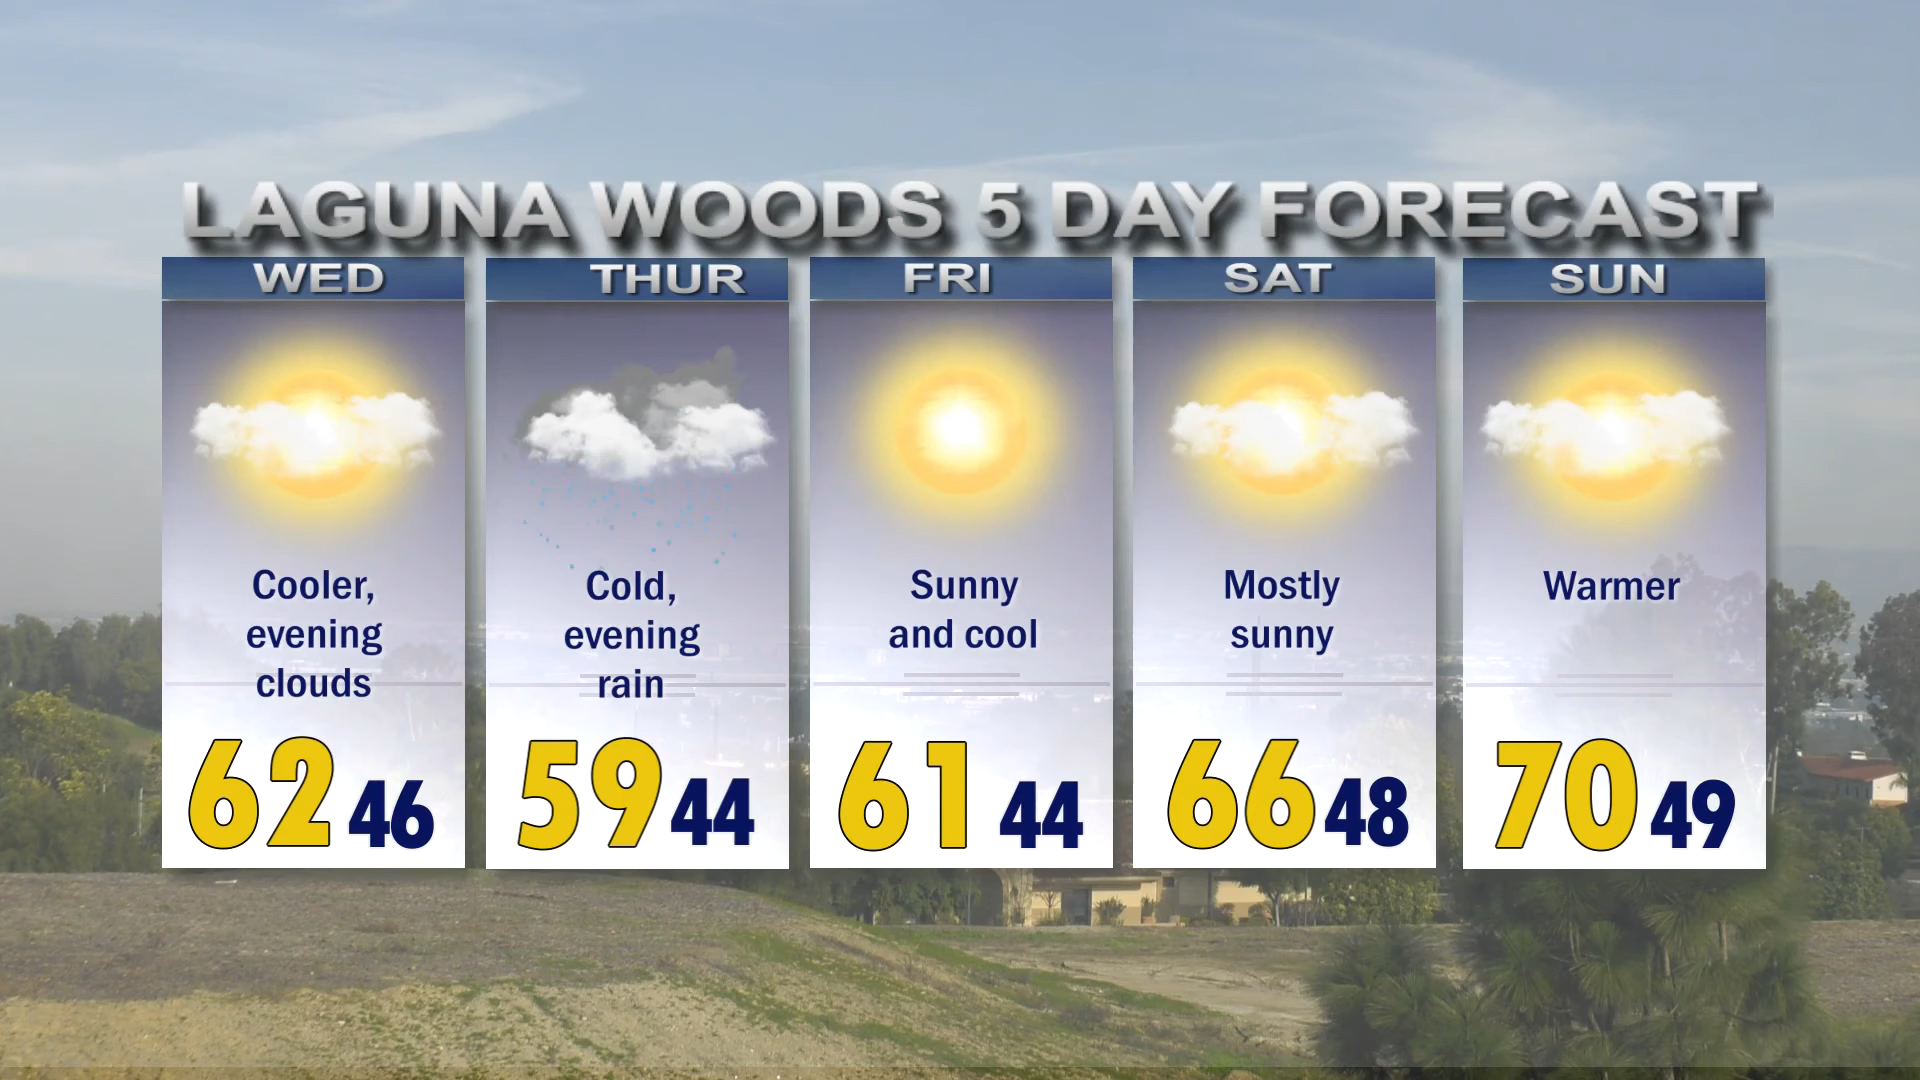 LAGUNA WOODS 5 DAY FORECAST
WED
Cooler,
evening
clouds
62 46
THUR
Cold,
evening
rain
59 44
FRI
Sunny
and cool
61 44
SAT
Mostly
sunny
66 48
SUN
Warmer
70 49